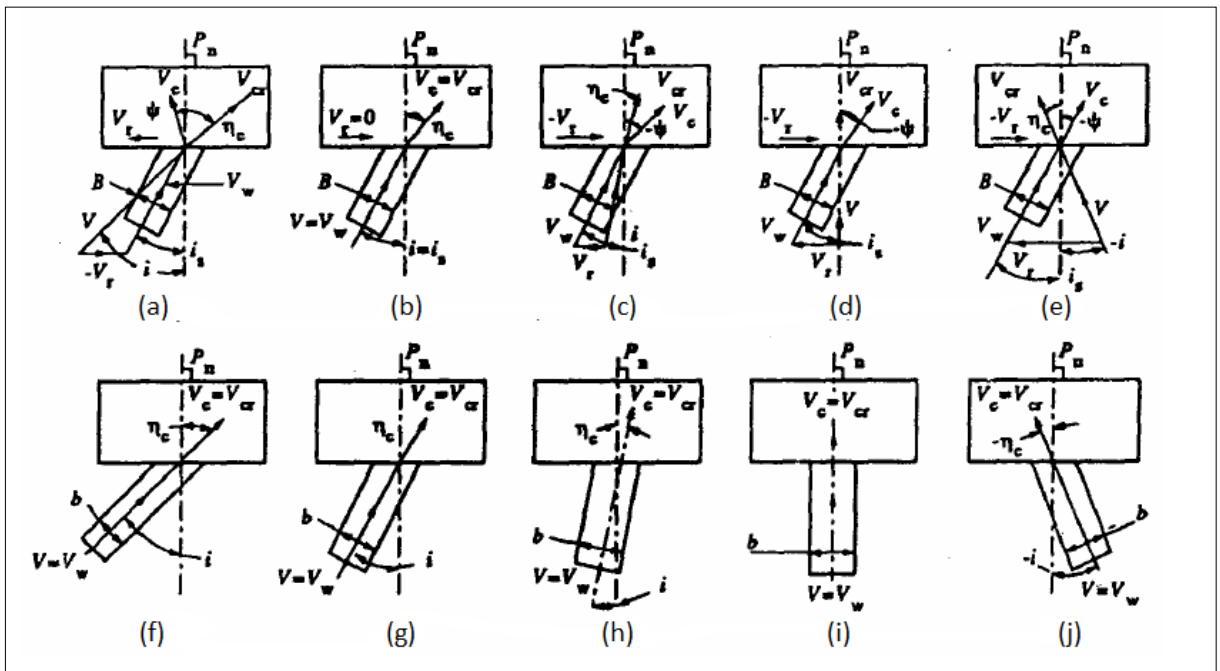 Pn Pn Pn Pn Pn
Vc Vcr Vc=Vcr Vcr Vcr Vcr
ψ ηc Vc Vc Vc
Vr Vr=0 ηc -Vr -ψ -Vr -ψ -Vr ηc -ψ
ηc
B Vw B B B V B
V V=Vw Vw Vw Vw V
-Vr i is i=is Vr i is Vr is Vr is -i
(a) (b) (c) (d) (e)
Pn Pn Pn Pn Pn
Vc=Vcr Vc=Vcr Vc=Vcr Vc=Vcr Vc=Vcr
ηc ηc ηc -ηc
b b b b b
V=Vw i V=Vw i V=Vw i V=Vw -i V=Vw
(f) (g) (h) (i) (j)